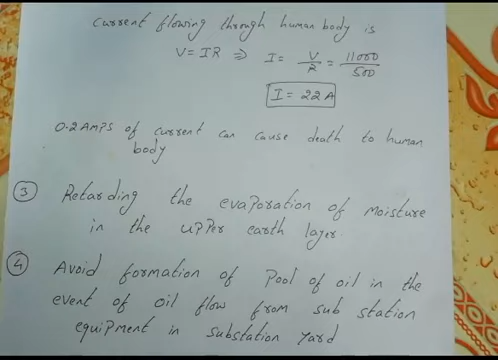 Current flowing through human body is
V = IR ⇒ I = V/R = 11000/500
I = 22 A
0.2 AMPS of current can cause death to human
body
③ Retarding the evaporation of moisture
in the upper earth layer.
④ Avoid formation of Pool of oil in the
event of oil flow from sub station
equipment in substation yard